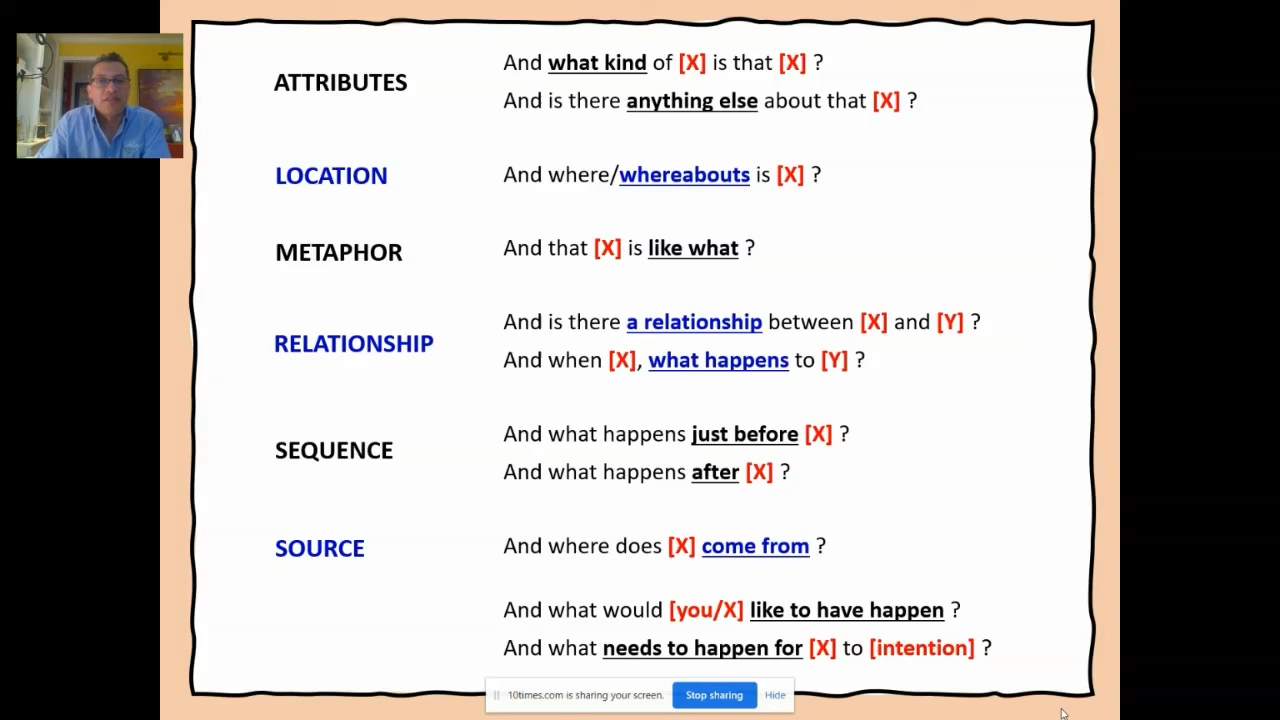 ATTRIBUTES
And what kind of [X] is that [X] ?
And is there anything else about that [X] ?
LOCATION
And where/whereabouts is [X] ?
METAPHOR
And that [X] is like what ?
RELATIONSHIP
And is there a relationship between [X] and [Y] ?
And when [X], what happens to [Y] ?
SEQUENCE
And what happens just before [X] ?
And what happens after [X] ?
SOURCE
And where does [X] come from ?
And what would [you/X] like to have happen ?
And what needs to happen for [X] to [intention] ?
10times.com is sharing your screen. Stop sharing Hide